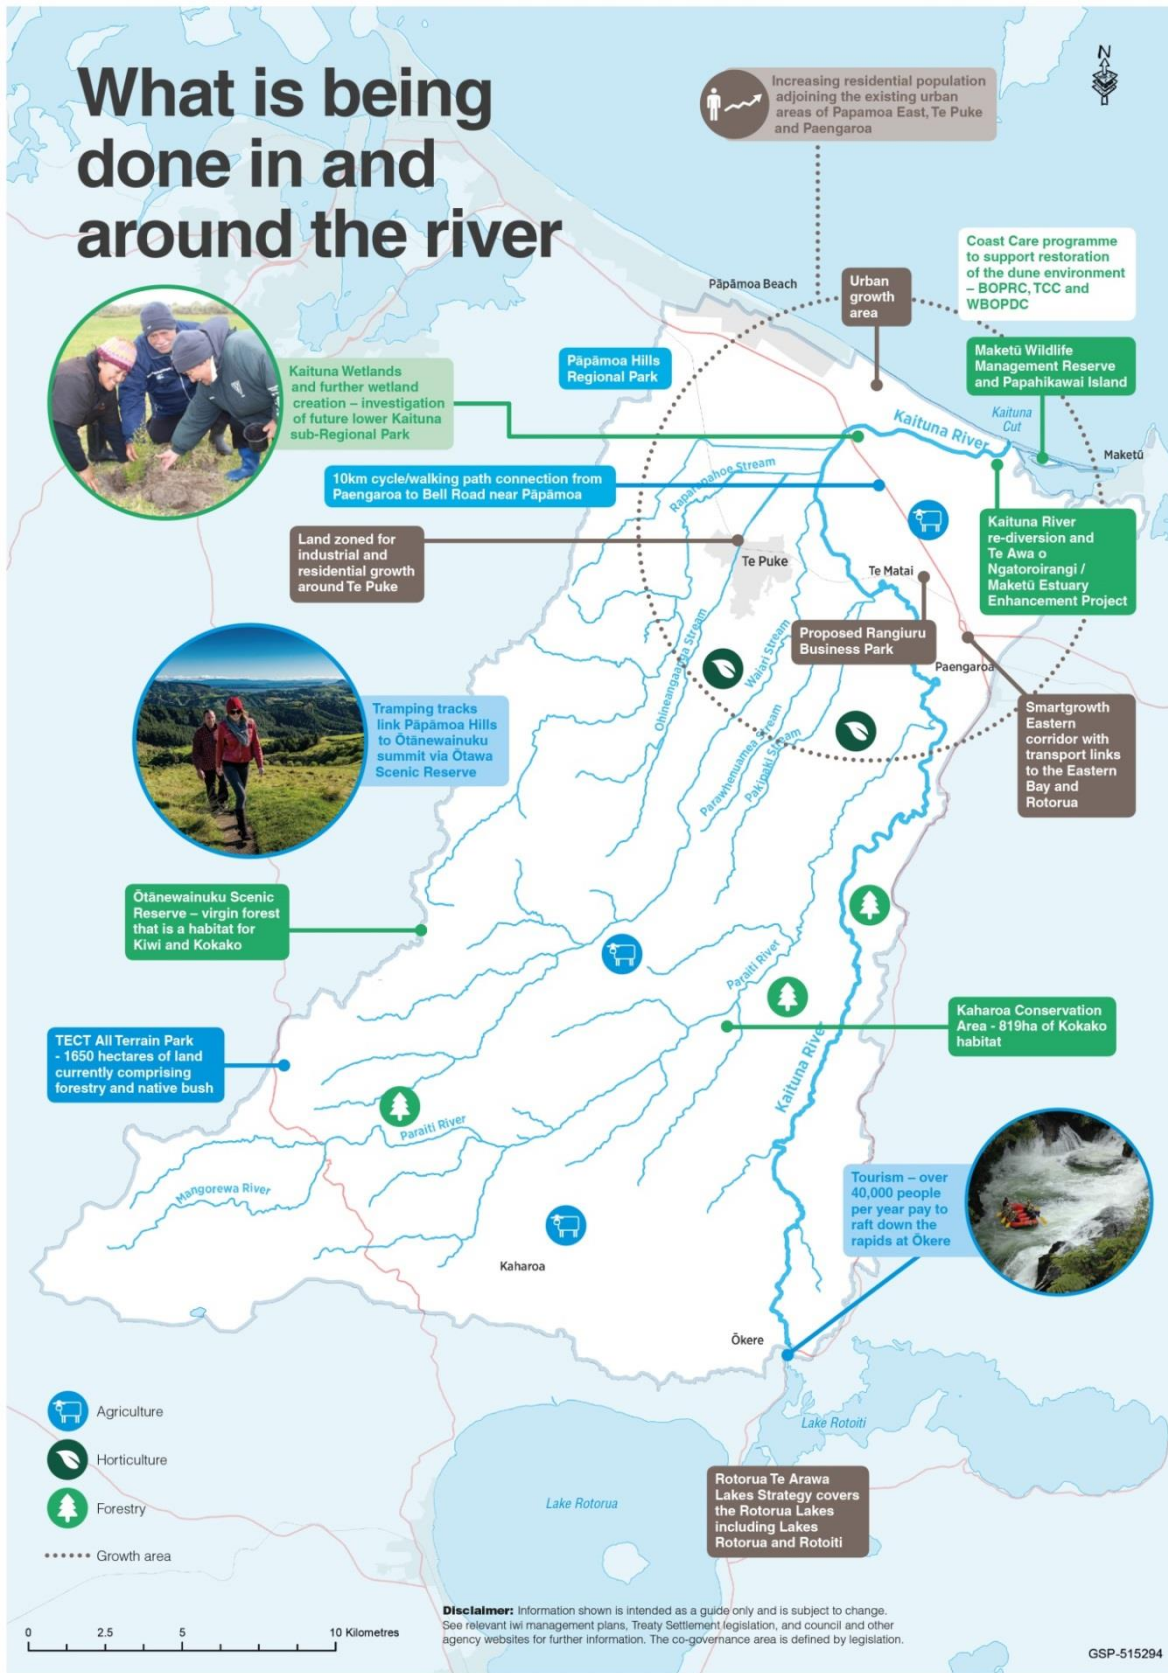 What is being
done in and
around the river
N
Increasing residential population
adjoining the existing urban
areas of Papamoa East, Te Puke
and Paengaroa
Coast Care programme
to support restoration
of the dune environment
– BOPRC, TCC and
WBOPDC
Pāpāmoa Beach
Urban
growth
area
Maketū Wildlife
Management Reserve
and Papahikawai Island
Pāpāmoa Hills
Regional Park
Kaituna Wetlands
and further wetland
creation – investigation
of future lower Kaituna
sub-Regional Park
Kaituna River
Kaituna
Cut
Maketū
Raparapahoe Stream
10km cycle/walking path connection from
Paengaroa to Bell Road near Pāpāmoa
Kaituna River
re-diversion and
Te Awa o
Ngatoroirangi /
Maketū Estuary
Enhancement Project
Land zoned for
industrial and
residential growth
around Te Puke
Te Puke
Te Matai
Proposed Rangiuru
Business Park
Paengaroa
Ohineangaanga Stream
Waiari Stream
Parawhenuamea Stream
Pakipaki Stream
Smartgrowth
Eastern
corridor with
transport links
to the Eastern
Bay and
Rotorua
Tramping tracks
link Pāpāmoa Hills
to Ōtānewainuku
summit via Ōtawa
Scenic Reserve
Ōtānewainuku Scenic
Reserve – virgin forest
that is a habitat for
Kiwi and Kokako
Paraiti River
Kaharoa Conservation
Area - 819ha of Kokako
habitat
TECT All Terrain Park
- 1650 hectares of land
currently comprising
forestry and native bush
Kaituna River
Paraiti River
Mangorewa River
Tourism – over
40,000 people
per year pay to
raft down the
rapids at Ōkere
Kaharoa
Ōkere
Lake Rotoiti
Lake Rotorua
Rotorua Te Arawa
Lakes Strategy covers
the Rotorua Lakes
including Lakes
Rotorua and Rotoiti
Agriculture
Horticulture
Forestry
Growth area
0 2.5 5 10 Kilometres
Disclaimer: Information shown is intended as a guide only and is subject to change.
See relevant iwi management plans, Treaty Settlement legislation, and council and other
agency websites for further information. The co-governance area is defined by legislation.
GSP-515294